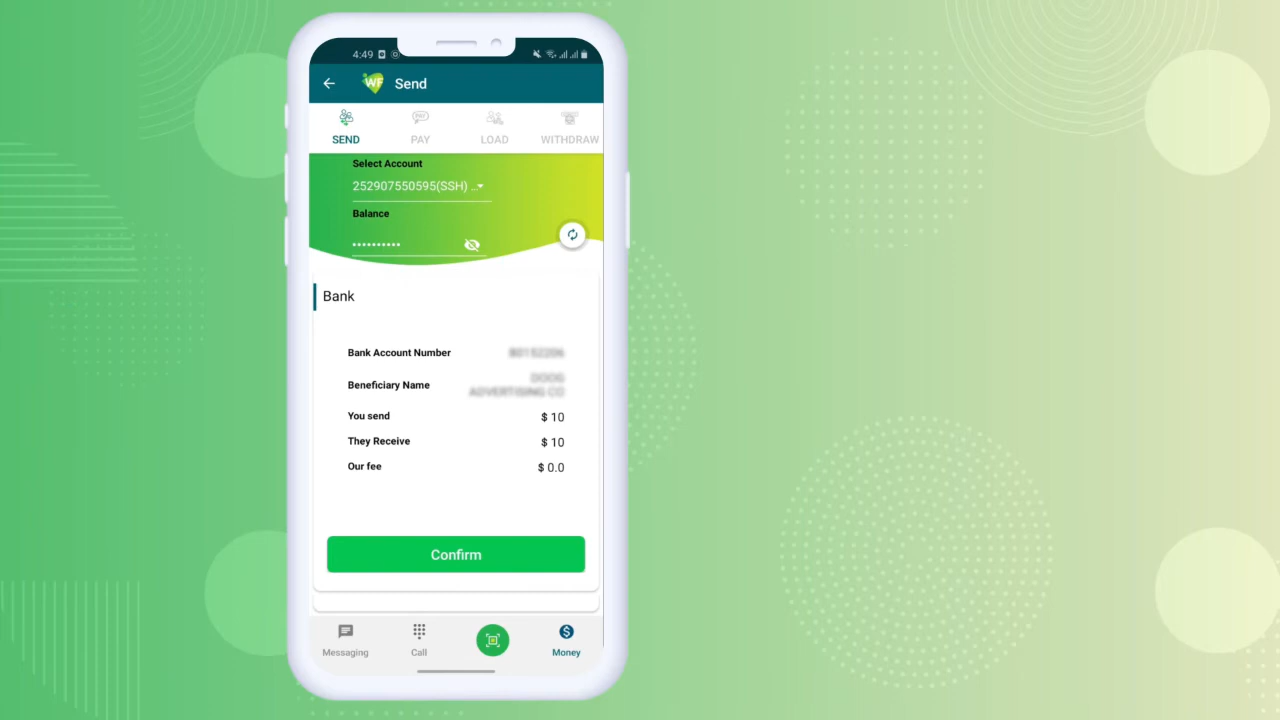 4:49
WF Send
SEND PAY LOAD WITHDRAW
Select Account
252907550595(SSH) ...
Balance
••••••••••
Bank
Bank Account Number
Beneficiary Name
You send $ 10
They Receive $ 10
Our fee $ 0.0
Confirm
Messaging Call Money